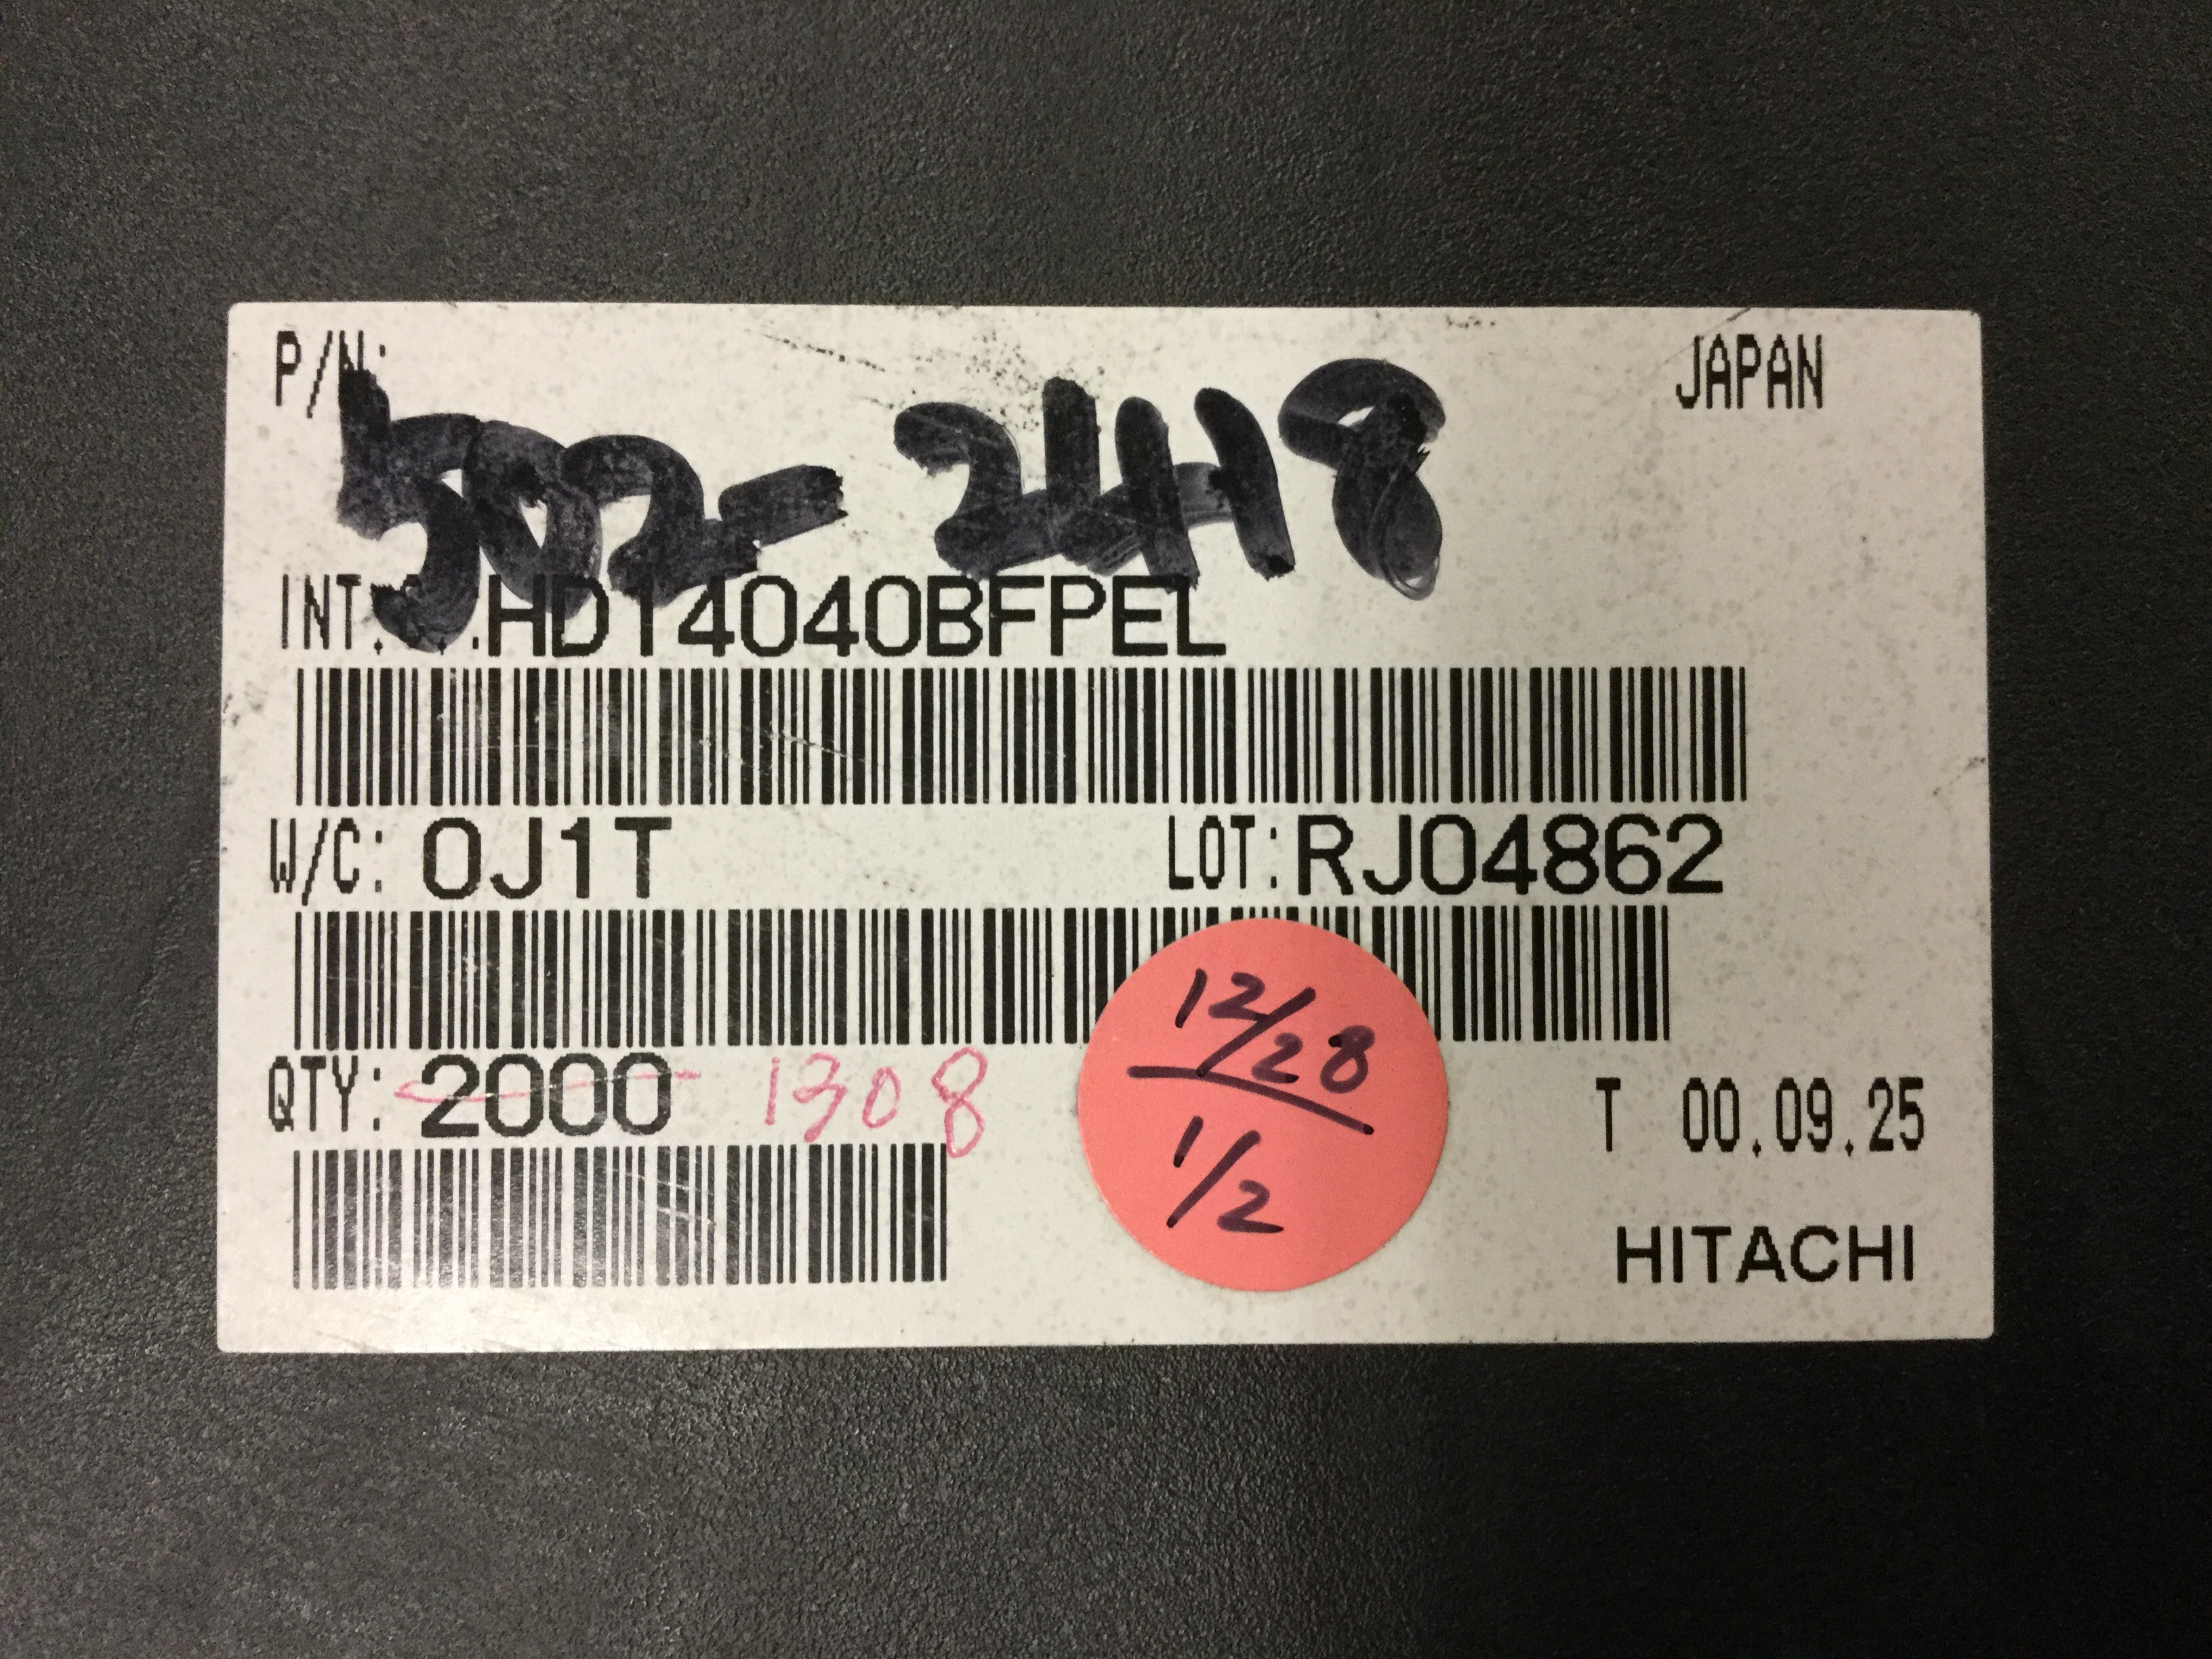 P/N:
JAPAN
502-2418
INT. HD14040BFPEL
W/C: 0J1T LOT:RJ04862
12/28
QTY: 2000 1308
1/2
T 00.09.25
HITACHI